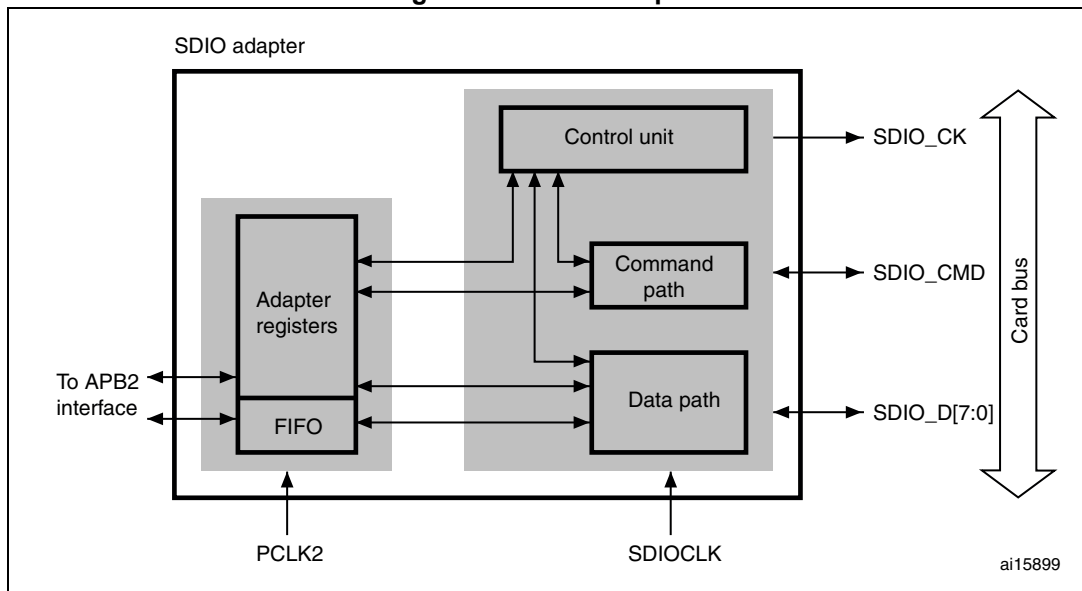 SDIO adapter
Control unit
SDIO_CK
Command
path
SDIO_CMD
Adapter
registers
Card bus
To APB2
interface
FIFO
Data path
SDIO_D[7:0]
PCLK2
SDIOCLK
ai15899